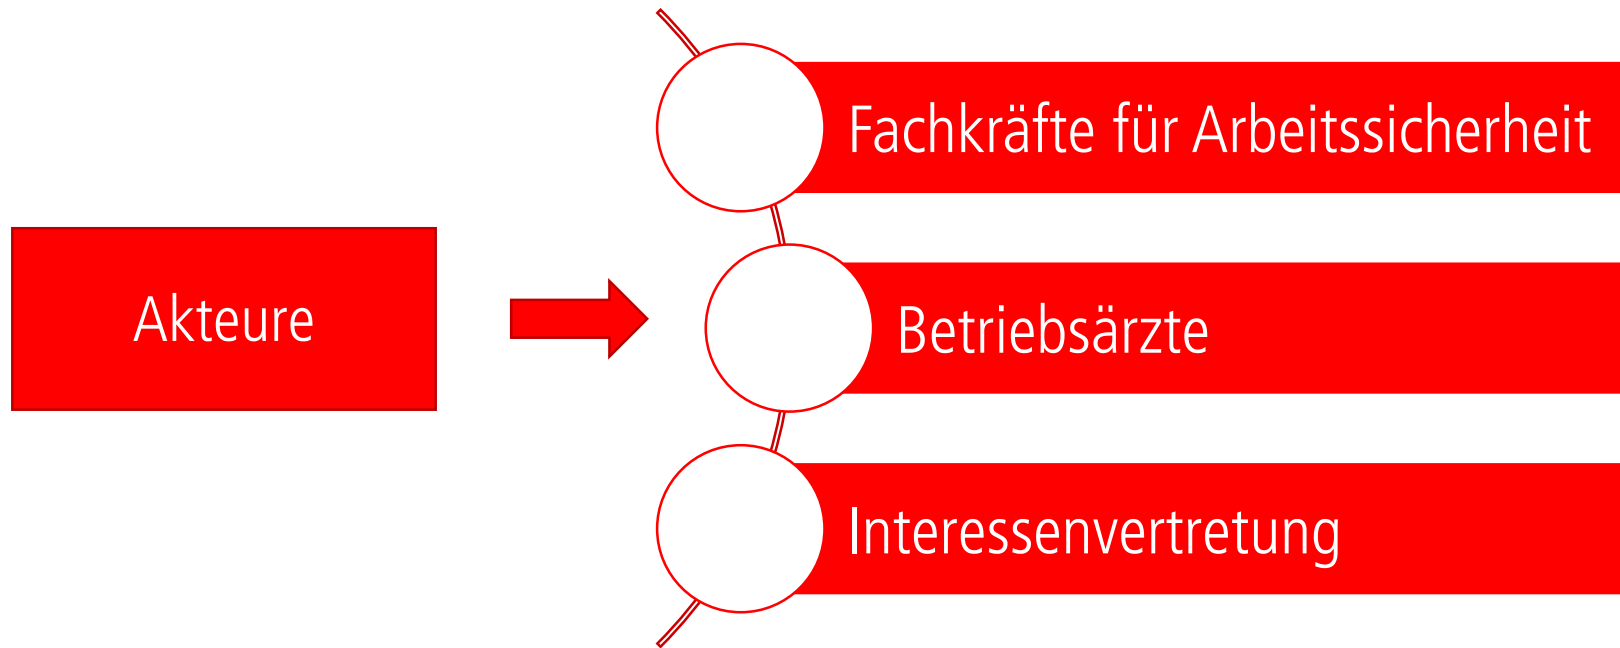 Akteure
Fachkräfte für Arbeitssicherheit
Betriebsärzte
Interessenvertretung